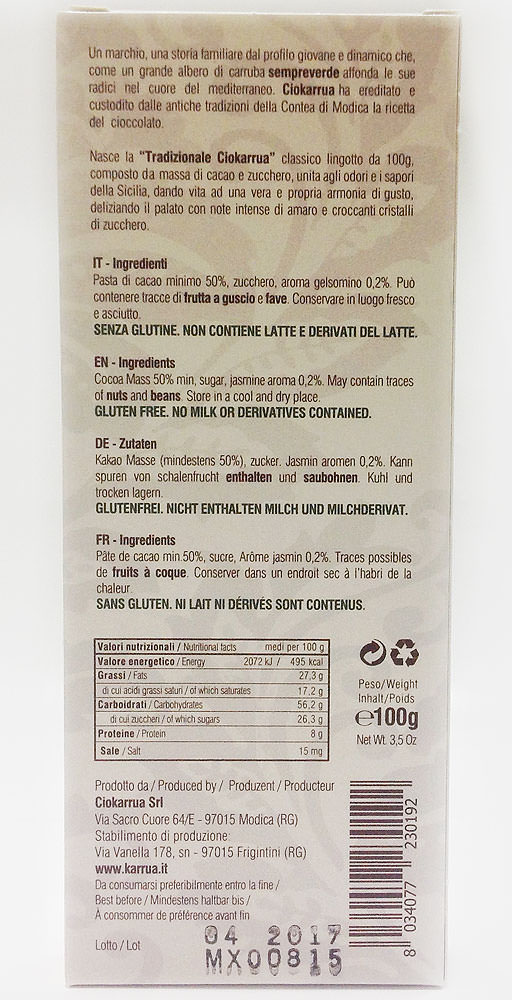 Un marchio, una storia familiare dal profilo giovane e dinamico che,
come un grande albero di carruba sempreverde affonda le sue
radici nel cuore del mediterraneo. Ciokarrua ha ereditato e
custodito dalle antiche tradizioni della Contea di Modica la ricetta
del cioccolato.
Nasce la "Tradizionale Ciokarrua" classico lingotto da 100g,
composto da massa di cacao e zucchero, unita agli odori e i sapori
della Sicilia, dando vita ad una vera e propria armonia di gusto,
deliziando il palato con note intense di amaro e croccanti cristalli
di zucchero.
IT - Ingredienti
Pasta di cacao minimo 50%, zucchero, aroma gelsomino 0,2%. Può
contenere tracce di frutta a guscio e fave. Conservare in luogo fresco
e asciutto.
SENZA GLUTINE. NON CONTIENE LATTE E DERIVATI DEL LATTE.
EN - Ingredients
Cocoa Mass 50% min, sugar, jasmine aroma 0,2%. May contain traces
of nuts and beans. Store in a cool and dry place.
GLUTEN FREE. NO MILK OR DERIVATIVES CONTAINED.
DE - Zutaten
Kakao Masse (mindestens 50%), zucker. Jasmin aromen 0,2%. Kann
spuren von schalenfrucht enthalten und saubohnen. Kuhl und
trocken lagern.
GLUTENFREI. NICHT ENTHALTEN MILCH UND MILCHDERIVAT.
FR - Ingredients
Pâte de cacao min.50%, sucre, Arôme jasmin 0,2%. Traces possibles
de fruits à coque. Conserver dans un endroit sec à l'habri de la
chaleur.
SANS GLUTEN. NI LAIT NI DÉRIVÉS SONT CONTENUS.
Valori nutrizionali / Nutritional facts medi per 100 g
Valore energetico / Energy 2072 kJ / 495 kcal
Grassi / Fats 27,3 g
di cui acidi grassi saturi / of which saturates 17,2 g
Carboidrati / Carbohydrates 56,2 g
di cui zuccheri / of which sugars 26,3 g
Proteine / Protein 8 g
Sale / Salt 15 mg
Peso/Weight
Inhalt/Poids
℮100g
Net Wt. 3,5 Oz
Prodotto da / Produced by / Produzent / Producteur
Ciokarrua Srl
Via Sacro Cuore 64/E - 97015 Modica (RG)
Stabilimento di produzione:
Via Vanella 178, sn - 97015 Frigintini (RG)
www.karrua.it
Da consumarsi preferibilmente entro la fine /
Best before / Mindestens haltbar bis /
À consommer de préférence avant fin
04 2017
Lotto / Lot MX00815
8 034077 230192